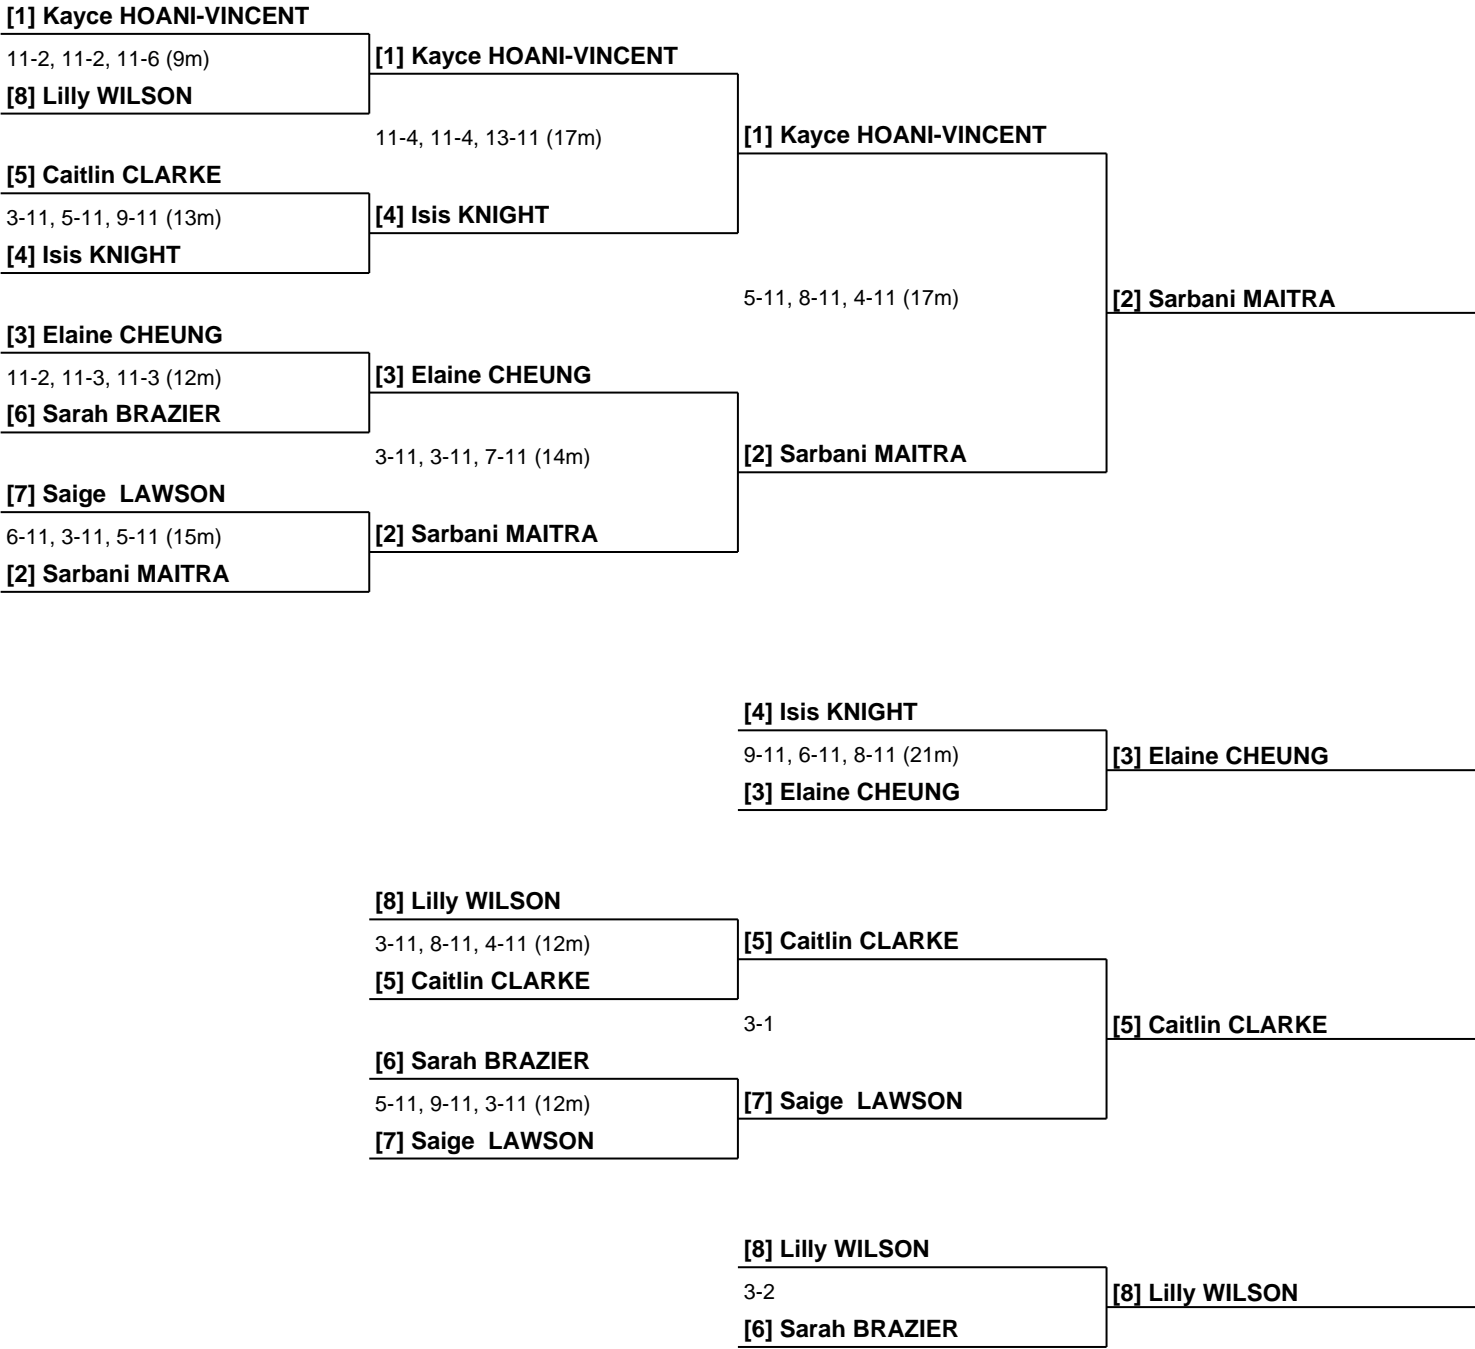 [1] Kayce HOANI-VINCENT
11-2, 11-2, 11-6 (9m)
[1] Kayce HOANI-VINCENT
[8] Lilly WILSON
11-4, 11-4, 13-11 (17m)
[1] Kayce HOANI-VINCENT
[5] Caitlin CLARKE
3-11, 5-11, 9-11 (13m)
[4] Isis KNIGHT
[4] Isis KNIGHT
5-11, 8-11, 4-11 (17m)
[2] Sarbani MAITRA
[3] Elaine CHEUNG
11-2, 11-3, 11-3 (12m)
[3] Elaine CHEUNG
[6] Sarah BRAZIER
3-11, 3-11, 7-11 (14m)
[2] Sarbani MAITRA
[7] Saige  LAWSON
6-11, 3-11, 5-11 (15m)
[2] Sarbani MAITRA
[2] Sarbani MAITRA
[4] Isis KNIGHT
9-11, 6-11, 8-11 (21m)
[3] Elaine CHEUNG
[3] Elaine CHEUNG
[8] Lilly WILSON
3-11, 8-11, 4-11 (12m)
[5] Caitlin CLARKE
[5] Caitlin CLARKE
3-1
[5] Caitlin CLARKE
[6] Sarah BRAZIER
5-11, 9-11, 3-11 (12m)
[7] Saige  LAWSON
[7] Saige  LAWSON
[8] Lilly WILSON
3-2
[8] Lilly WILSON
[6] Sarah BRAZIER